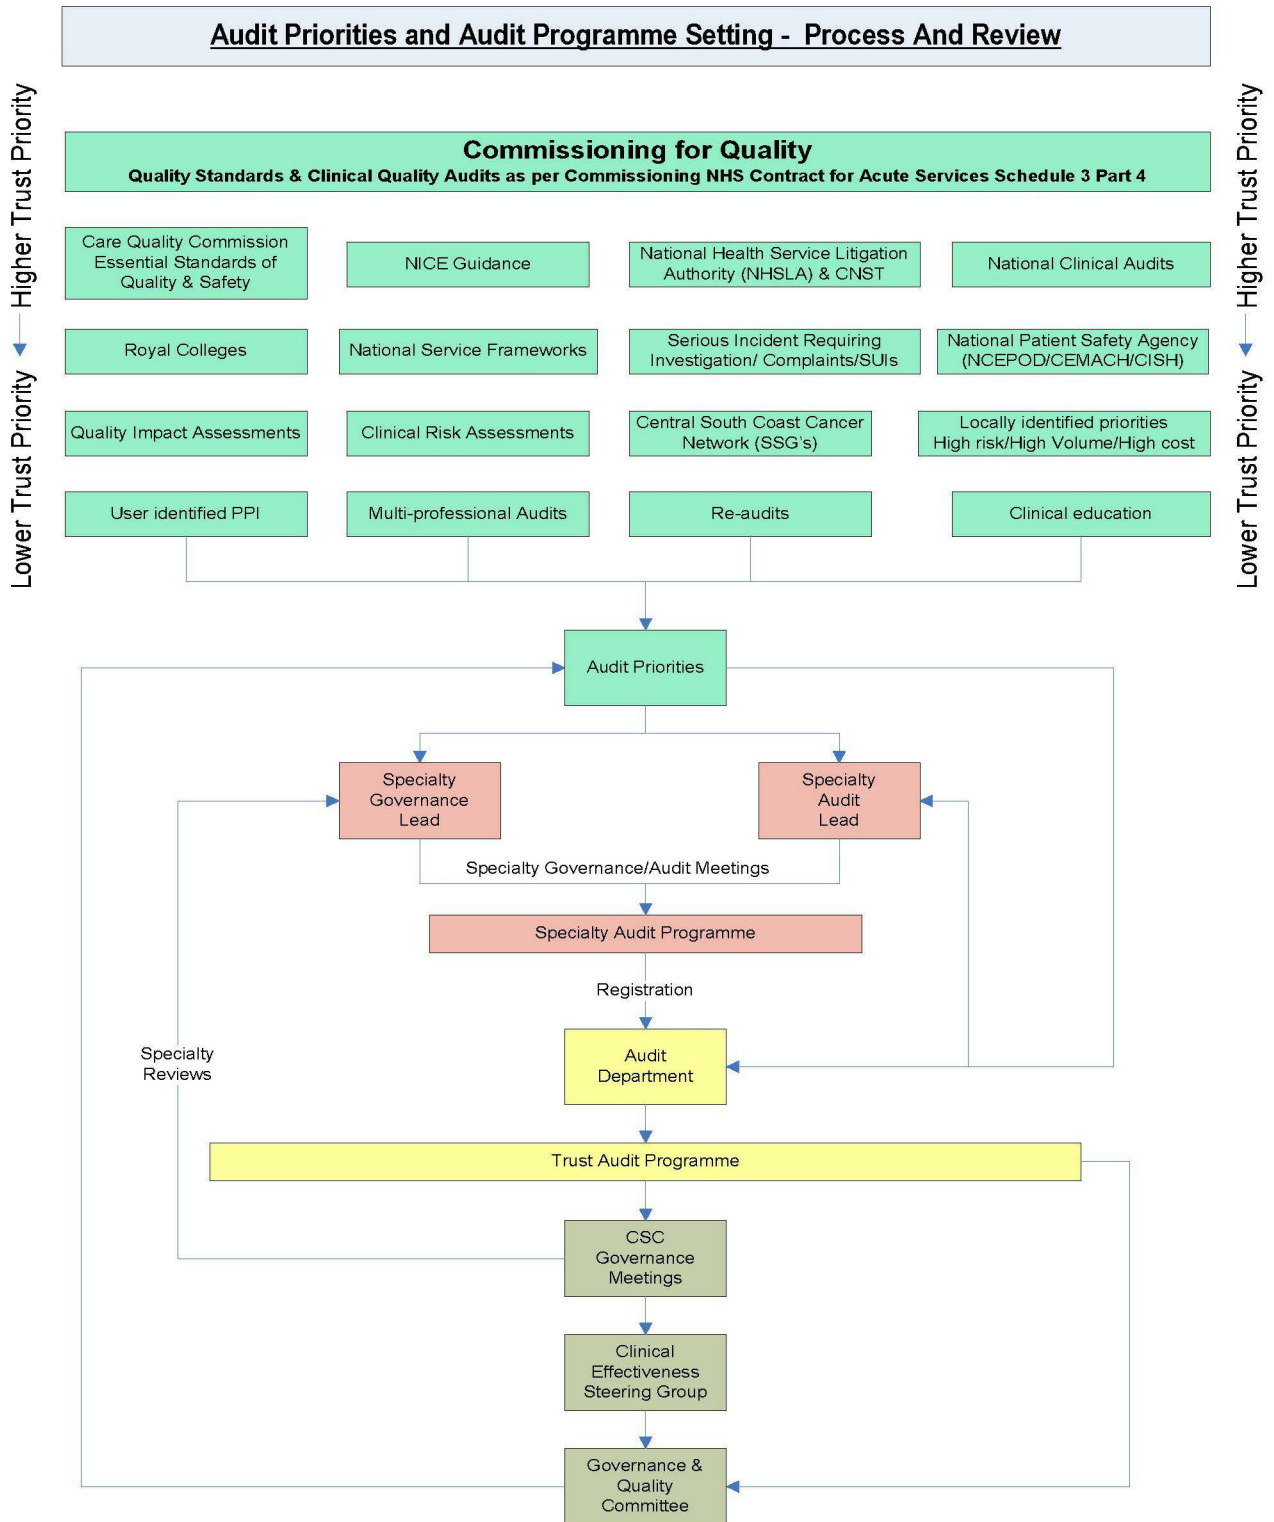 Audit Priorities and Audit Programme Setting - Process And Review
Higher Trust Priority
Lower Trust Priority
Higher Trust Priority
Lower Trust Priority
Commissioning for Quality
Quality Standards & Clinical Quality Audits as per Commissioning NHS Contract for Acute Services Schedule 3 Part 4
Care Quality Commission
Essential Standards of
Quality & Safety
NICE Guidance
National Health Service Litigation
Authority (NHSLA) & CNST
National Clinical Audits
Royal Colleges
National Service Frameworks
Serious Incident Requiring
Investigation/ Complaints/SUIs
National Patient Safety Agency
(NCEPOD/CEMACH/CISH)
Quality Impact Assessments
Clinical Risk Assessments
Central South Coast Cancer
Network (SSG's)
Locally identified priorities
High risk/High Volume/High cost
User identified PPI
Multi-professional Audits
Re-audits
Clinical education
Audit Priorities
Specialty
Governance
Lead
Specialty
Audit
Lead
Specialty Governance/Audit Meetings
Specialty Audit Programme
Registration
Audit
Department
Specialty
Reviews
Trust Audit Programme
CSC
Governance
Meetings
Clinical
Effectiveness
Steering Group
Governance &
Quality
Committee